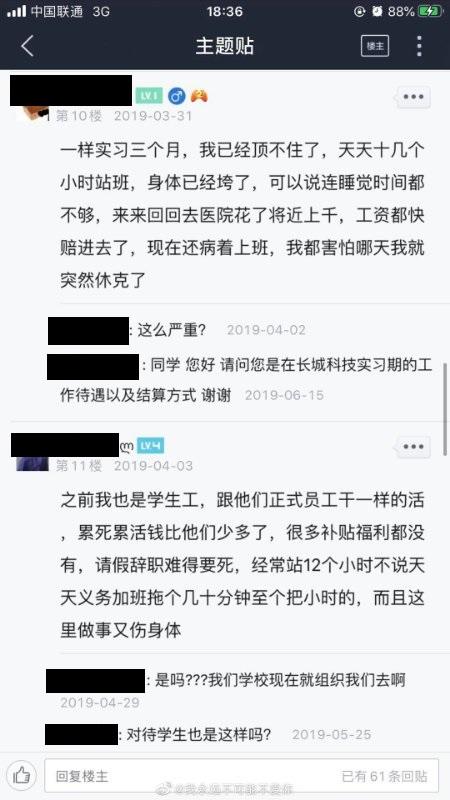 中国联通 3G 18:36 88%
主题贴 楼主
LV.1
第10楼 2019-03-31
一样实习三个月，我已经顶不住了，天天十几个
小时站班，身体已经垮了，可以说连睡觉时间都
不够，来来回回去医院花了将近上千，工资都快
赔进去了，现在还病着上班，我都害怕哪天我就
突然休克了
: 这么严重? 2019-04-02
: 同学 您好 请问您是在长城科技实习期的工
作待遇以及结算方式 谢谢 2019-06-15
LV.4
第11楼 2019-04-03
之前我也是学生工，跟他们正式员工干一样的活
，累死累活钱比他们少多了，很多补贴福利都没
有，请假辞职难得要死，经常站12个小时不说天
天义务加班拖个几十分钟至个把小时的，而且这
里做事又伤身体
: 是吗???我们学校现在就组织我们去啊
2019-04-29
: 对待学生也是这样吗? 2019-05-25
回复楼主 已有61条回贴
@我永远不可能不爱你